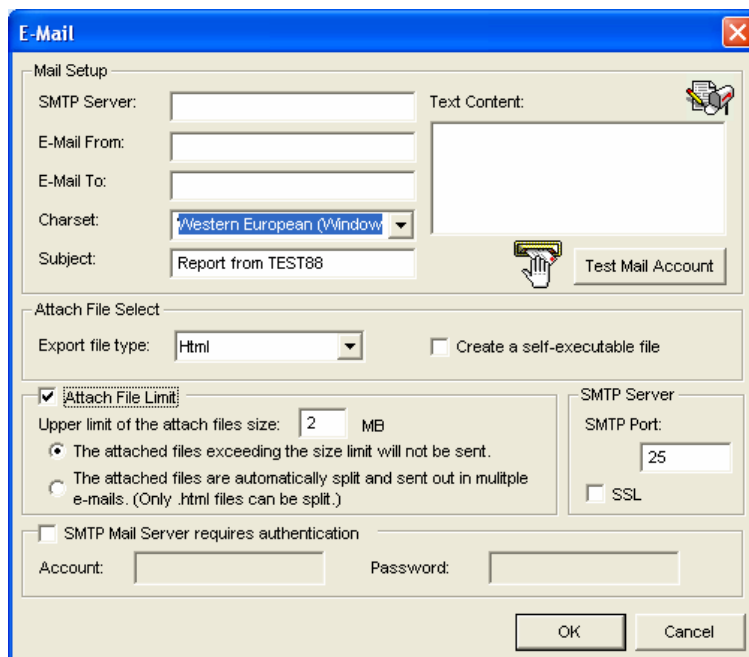 E-Mail
Mail Setup
SMTP Server:
Text Content:
E-Mail From:
E-Mail To:
Charset:
Western European (Window
Subject:
Report from TEST88
Test Mail Account
Attach File Select
Export file type:
Html
Create a self-executable file
Attach File Limit
Upper limit of the attach files size:
2
MB
The attached files exceeding the size limit will not be sent.
The attached files are automatically split and sent out in mulitple
e-mails. (Only .html files can be split.)
SMTP Server
SMTP Port:
25
SSL
SMTP Mail Server requires authentication
Account:
Password:
OK
Cancel